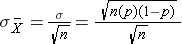 σ_X̄ = σ/√n = √(n(p)(1−p))/√n